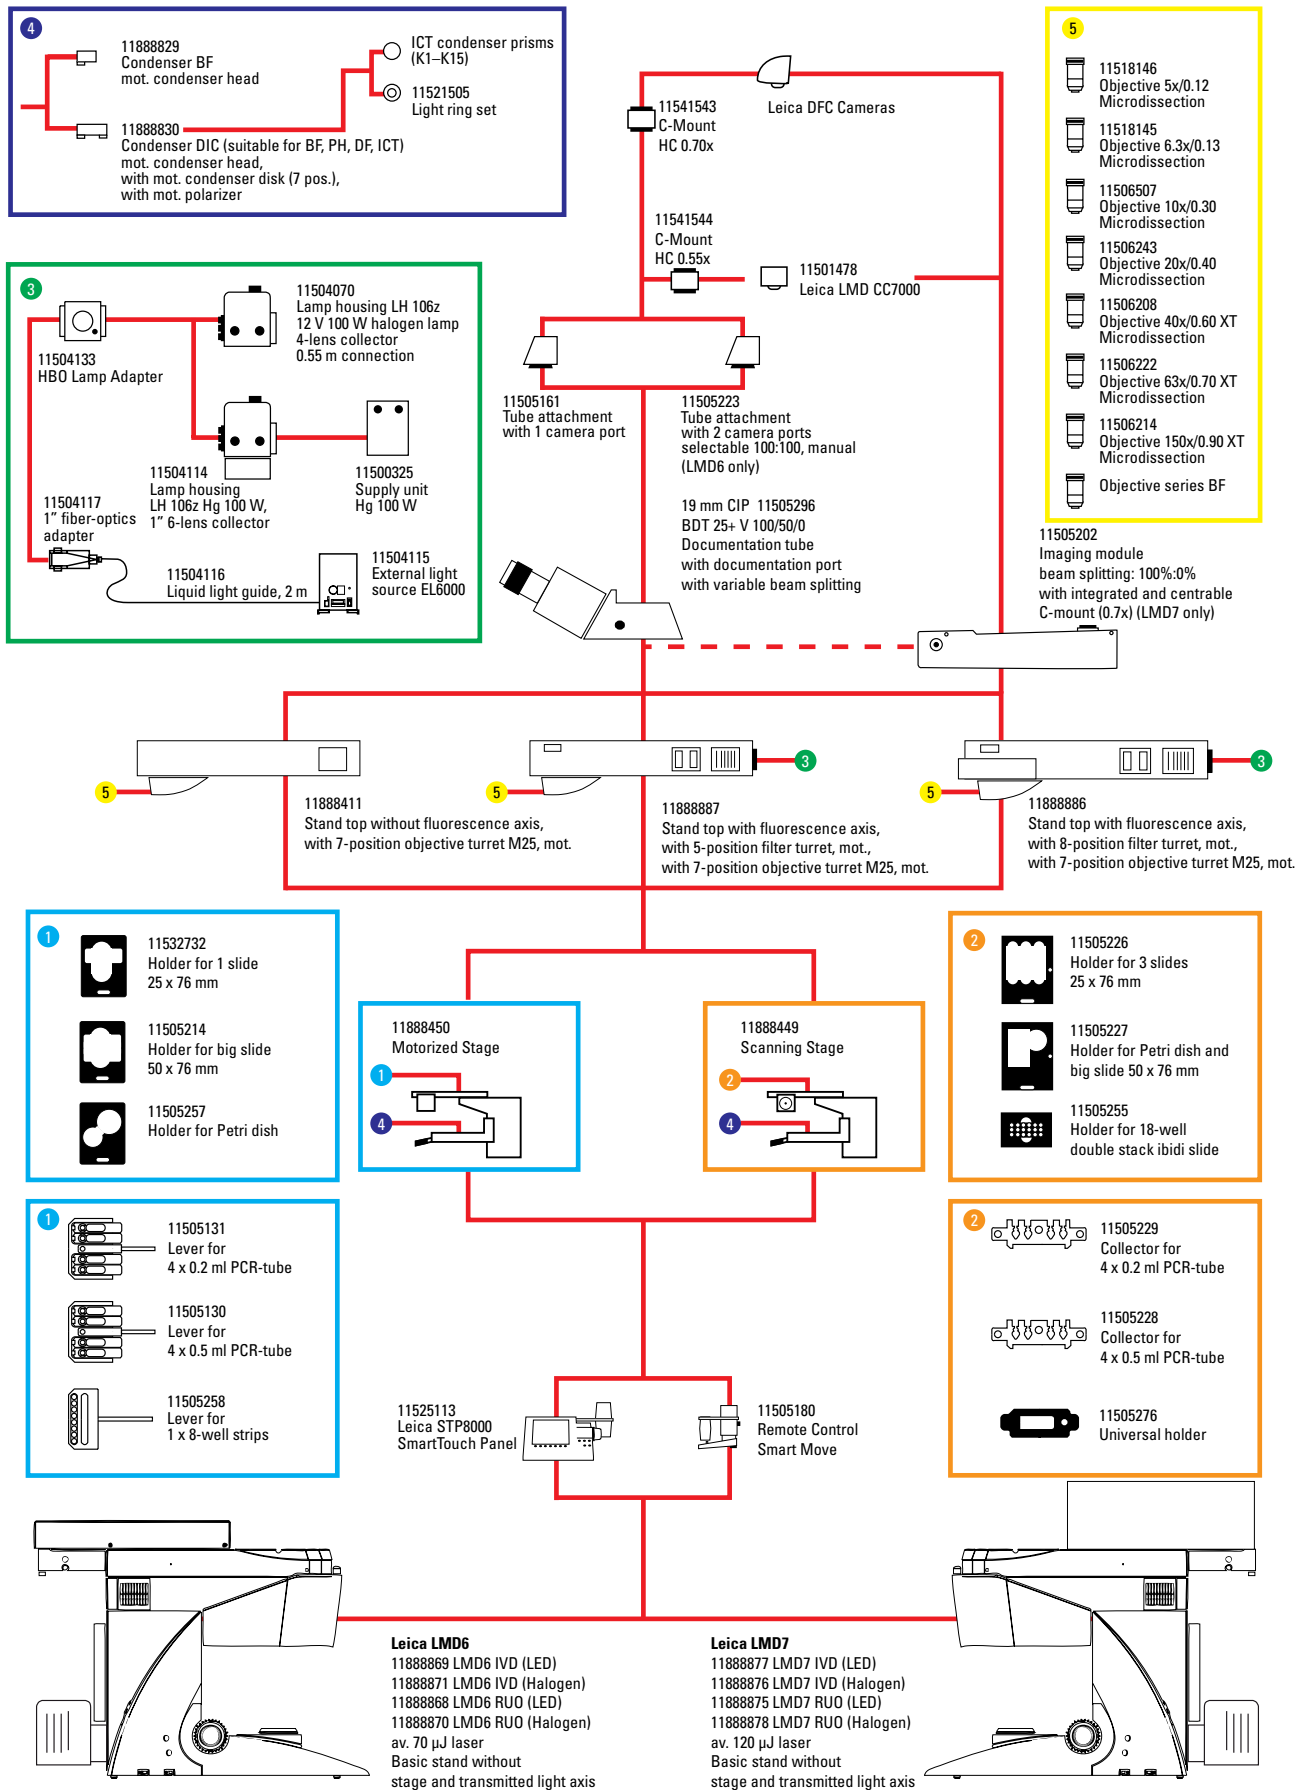 4
11888829
Condenser BF
mot. condenser head
11888830
Condenser DIC (suitable for BF, PH, DF, ICT)
mot. condenser head,
with mot. condenser disk (7 pos.),
with mot. polarizer
ICT condenser prisms
(K1–K15)
11521505
Light ring set
11541543
C-Mount
HC 0.70x
Leica DFC Cameras
11541544
C-Mount
HC 0.55x
11501478
Leica LMD CC7000
5
11518146
Objective 5x/0.12
Microdissection
11518145
Objective 6.3x/0.13
Microdissection
11506507
Objective 10x/0.30
Microdissection
11506243
Objective 20x/0.40
Microdissection
11506208
Objective 40x/0.60 XT
Microdissection
11506222
Objective 63x/0.70 XT
Microdissection
11506214
Objective 150x/0.90 XT
Microdissection
Objective series BF
3
11504133
HBO Lamp Adapter
11504070
Lamp housing LH 106z
12 V 100 W halogen lamp
4-lens collector
0.55 m connection
11504114
Lamp housing
LH 106z Hg 100 W,
1” 6-lens collector
11500325
Supply unit
Hg 100 W
11504117
1” fiber-optics
adapter
11504116
Liquid light guide, 2 m
11504115
External light
source EL6000
11505161
Tube attachment
with 1 camera port
11505223
Tube attachment
with 2 camera ports
selectable 100:100, manual
(LMD6 only)
19 mm CIP 11505296
BDT 25+ V 100/50/0
Documentation tube
with documentation port
with variable beam splitting
11505202
Imaging module
beam splitting: 100%:0%
with integrated and centrable
C-mount (0.7x) (LMD7 only)
5
11888411
Stand top without fluorescence axis,
with 7-position objective turret M25, mot.
5
3
11888887
Stand top with fluorescence axis,
with 5-position filter turret, mot.,
with 7-position objective turret M25, mot.
5
3
11888886
Stand top with fluorescence axis,
with 8-position filter turret, mot.,
with 7-position objective turret M25, mot.
1
11532732
Holder for 1 slide
25 x 76 mm
11505214
Holder for big slide
50 x 76 mm
11505257
Holder for Petri dish
11888450
Motorized Stage
1
4
11888449
Scanning Stage
2
4
2
11505226
Holder for 3 slides
25 x 76 mm
11505227
Holder for Petri dish and
big slide 50 x 76 mm
11505255
Holder for 18-well
double stack ibidi slide
1
11505131
Lever for
4 x 0.2 ml PCR-tube
11505130
Lever for
4 x 0.5 ml PCR-tube
11505258
Lever for
1 x 8-well strips
2
11505229
Collector for
4 x 0.2 ml PCR-tube
11505228
Collector for
4 x 0.5 ml PCR-tube
11505276
Universal holder
11525113
Leica STP8000
SmartTouch Panel
11505180
Remote Control
Smart Move
Leica LMD6
11888869 LMD6 IVD (LED)
11888871 LMD6 IVD (Halogen)
11888868 LMD6 RUO (LED)
11888870 LMD6 RUO (Halogen)
av. 70 µJ laser
Basic stand without
stage and transmitted light axis
Leica LMD7
11888877 LMD7 IVD (LED)
11888876 LMD7 IVD (Halogen)
11888875 LMD7 RUO (LED)
11888878 LMD7 RUO (Halogen)
av. 120 µJ laser
Basic stand without
stage and transmitted light axis